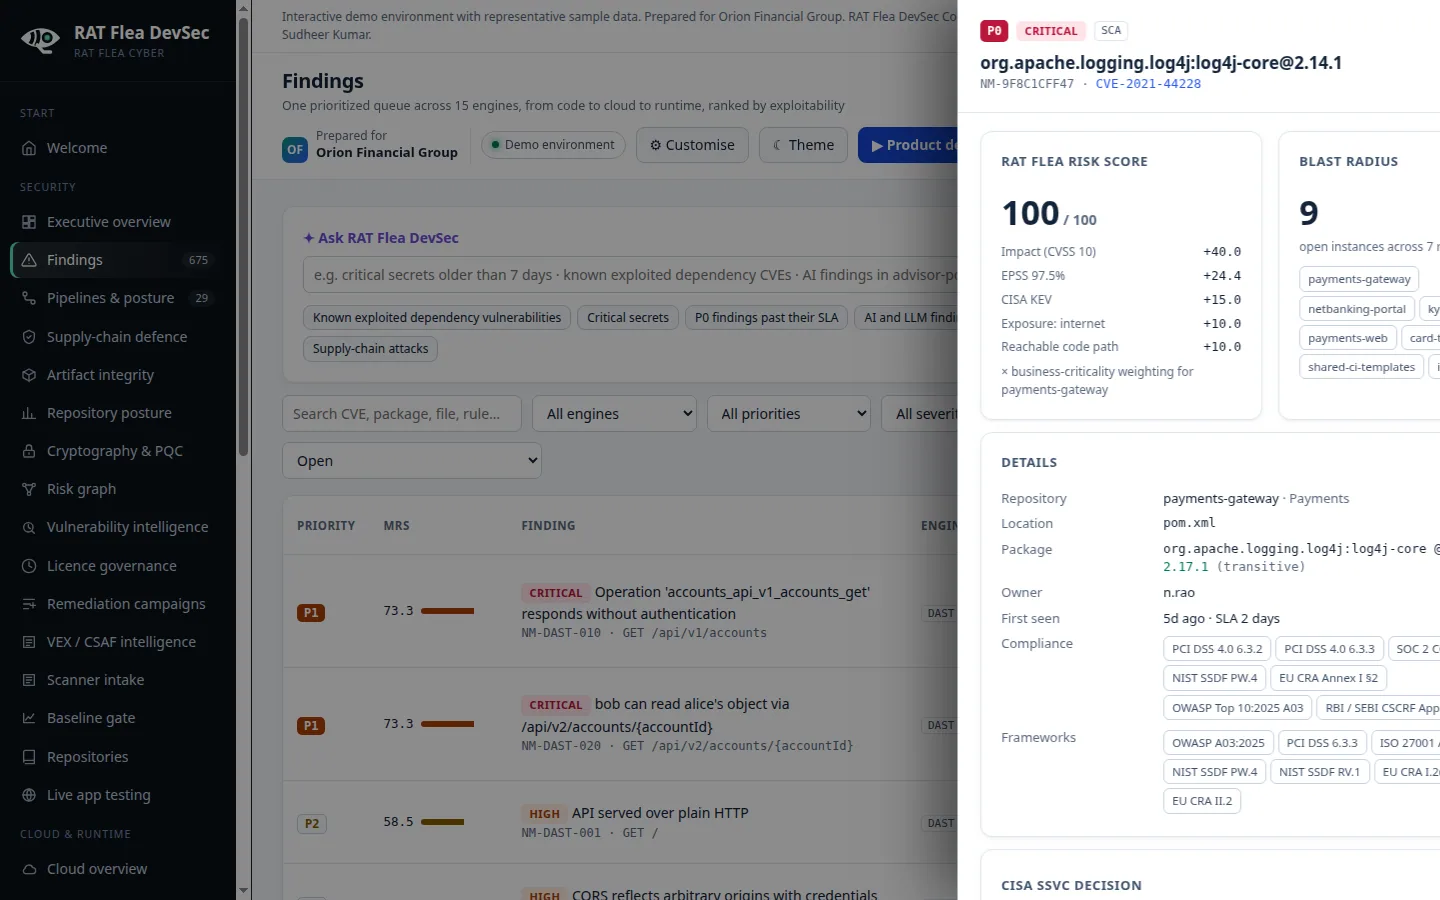 RAT Flea DevSec
RAT FLEA CYBER
START
Welcome
SECURITY
Executive overview
Findings 675
Pipelines & posture 29
Supply-chain defence
Artifact integrity
Repository posture
Cryptography & PQC
Risk graph
Vulnerability intelligence
Licence governance
Remediation campaigns
VEX / CSAF intelligence
Scanner intake
Baseline gate
Repositories
Live app testing
CLOUD & RUNTIME
Cloud overview
Interactive demo environment with representative sample data. Prepared for Orion Financial Group. RAT Flea DevSec
Sudheer Kumar.
Findings
One prioritized queue across 15 engines, from code to cloud to runtime, ranked by exploitability
OF
Prepared for
Orion Financial Group
Demo environment
⚙ Customise
☾ Theme
▶ Product
✦ Ask RAT Flea DevSec
e.g. critical secrets older than 7 days · known exploited dependency CVEs · AI findings in
Known exploited dependency vulnerabilities
Critical secrets
P0 findings past their SLA
AI and LLM
Supply-chain attacks
Search CVE, package, file, rule...
All engines
All priorities
All
Open
PRIORITY MRS FINDING
P1 73.3 CRITICAL Operation 'accounts_api_v1_accounts_get'
responds without authentication
NM-DAST-010 · GET /api/v1/accounts
DAST
P1 73.3 CRITICAL bob can read alice's object via
/api/v2/accounts/{accountId}
NM-DAST-020 · GET /api/v2/accounts/{accountId}
DAST
P2 58.5 HIGH API served over plain HTTP
NM-DAST-001 · GET /
DAST
HIGH CORS reflects arbitrary origins with credentials
P0 CRITICAL SCA
org.apache.logging.log4j:log4j-core@2.14.1
NM-9F8C1CFF47 · CVE-2021-44228
RAT FLEA RISK SCORE
100 / 100
Impact (CVSS 10) +40.0
EPSS 97.5% +24.4
CISA KEV +15.0
Exposure: internet +10.0
Reachable code path +10.0
× business-criticality weighting for
payments-gateway
BLAST RADIUS
9
open instances across 7
payments-gateway
netbanking-portal
payments-web
shared-ci-templates
DETAILS
Repository payments-gateway · Payments
Location pom.xml
Package org.apache.logging.log4j:log4j-core
2.17.1 (transitive)
Owner n.rao
First seen 5d ago · SLA 2 days
Compliance PCI DSS 4.0 6.3.2 PCI DSS 4.0 6.3.3 SOC 2
NIST SSDF PW.4 EU CRA Annex I §2
OWASP Top 10:2025 A03 RBI / SEBI CSCRF
Frameworks OWASP A03:2025 PCI DSS 6.3.3 ISO 27001
NIST SSDF PW.4 NIST SSDF RV.1 EU CRA
EU CRA II.2
CISA SSVC DECISION